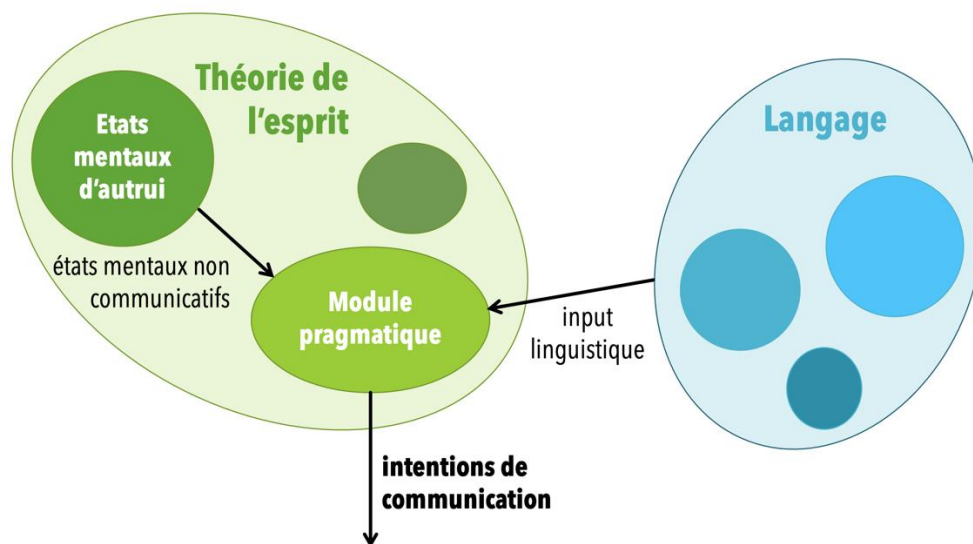 Théorie de
l'esprit
Etats
mentaux
d'autrui
états mentaux non
communicatifs
Module
pragmatique
Langage
input
linguistique
intentions de
communication